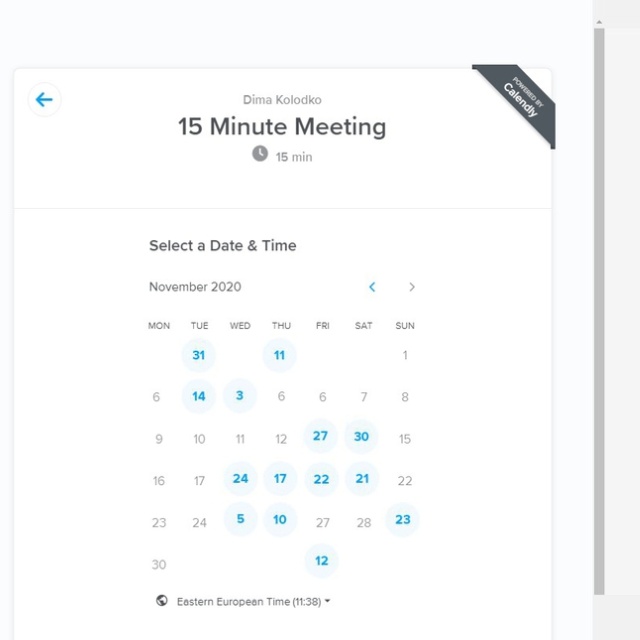 POWERED BY
Calendly
Dima Kolodko
15 Minute Meeting
15 min
Select a Date & Time
November 2020
MON TUE WED THU FRI SAT SUN
31 11 1
6 14 3 6 6 7 8
9 10 11 12 27 30 15
16 17 24 17 22 21 22
23 24 5 10 27 28 23
30 12
Eastern European Time (11:38)